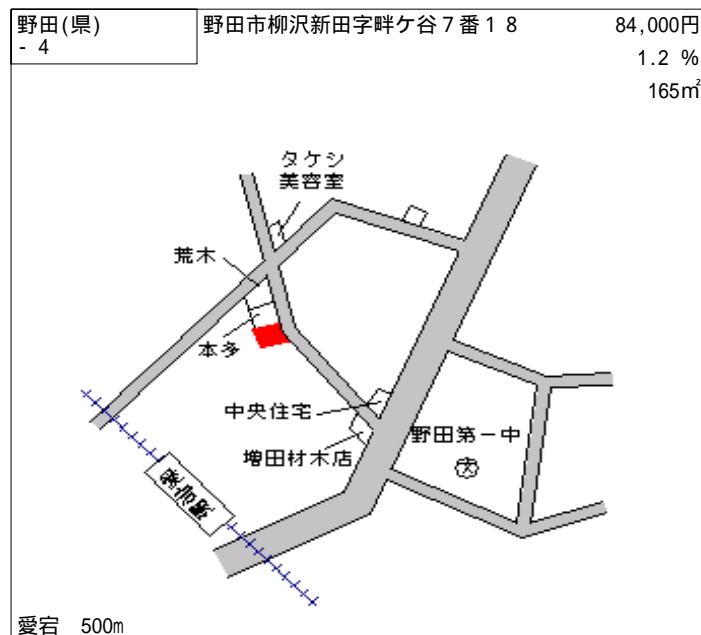 野田(県)
- 4
野田市柳沢新田字畔ケ谷７番１８
84,000円
1.2 %
165㎡
タケシ
美容室
荒木
本多
中央住宅
増田材木店
野田第一中
愛宕 500m